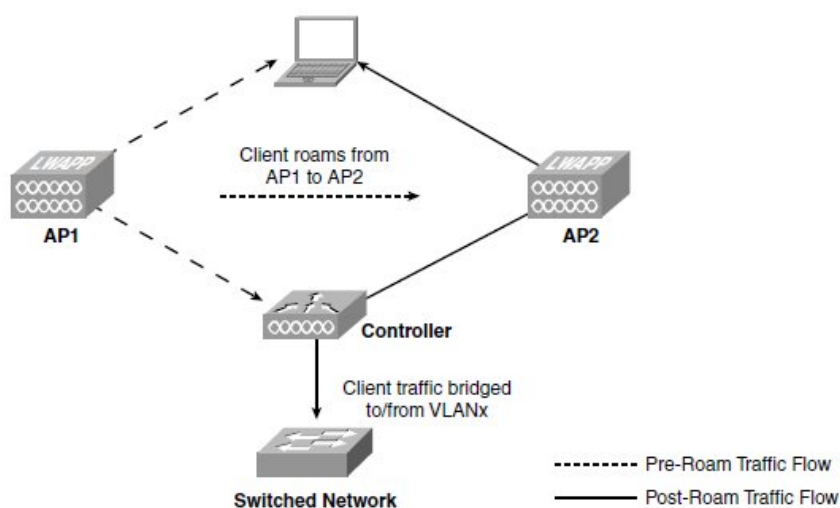 LWAPP
AP1
Client roams from
AP1 to AP2
LWAPP
AP2
Controller
Client traffic bridged
to/from VLANx
Switched Network
Pre-Roam Traffic Flow
Post-Roam Traffic Flow